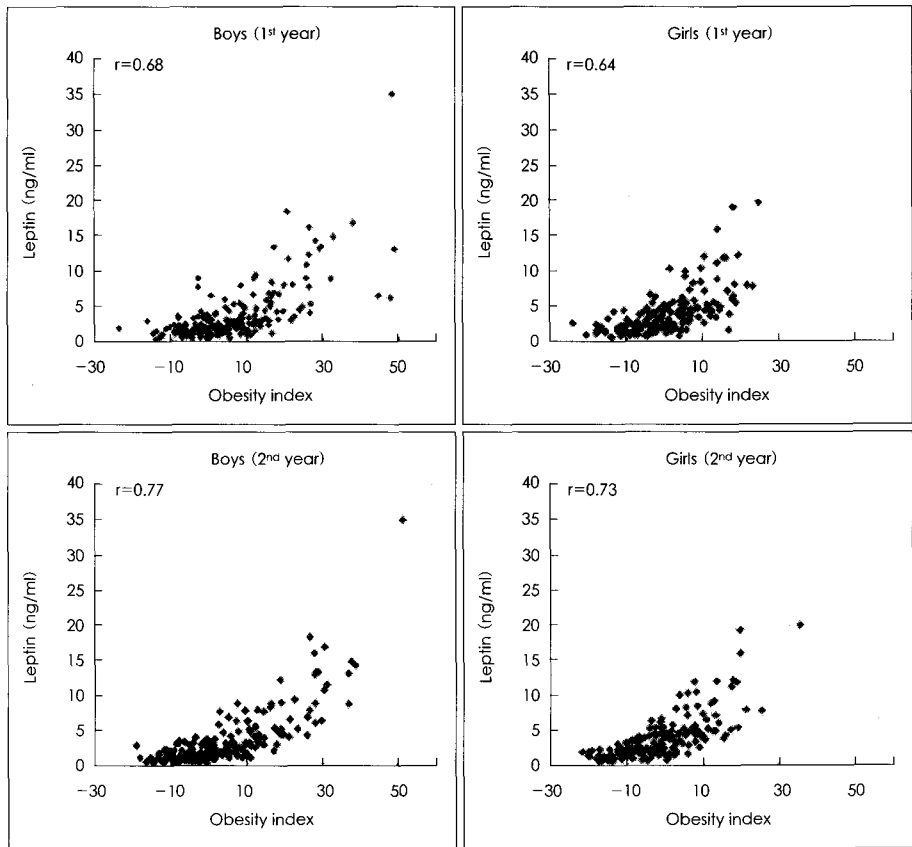 Boys (1st year)
r=0.68
40
35
30
25
20
15
10
5
0
Leptin (ng/ml)
−30 −10 10 30 50
Obesity index
Girls (1st year)
r=0.64
40
35
30
25
20
15
10
5
0
Leptin (ng/ml)
−30 −10 10 30 50
Obesity index
Boys (2nd year)
r=0.77
40
35
30
25
20
15
10
5
0
Leptin (ng/ml)
−30 −10 10 30 50
Obesity index
Girls (2nd year)
r=0.73
40
35
30
25
20
15
10
5
0
Leptin (ng/ml)
−30 −10 10 30 50
Obesity index